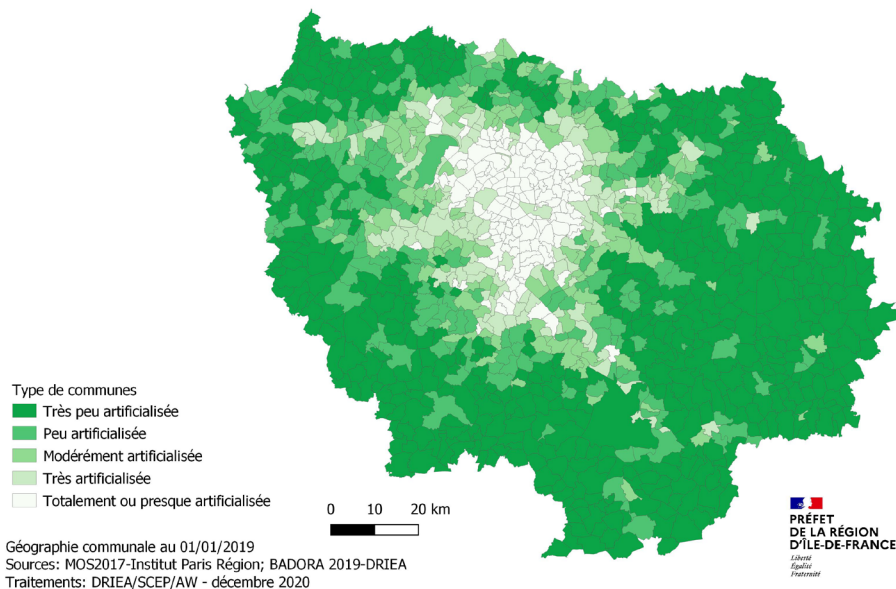 Type de communes
Très peu artificialisée
Peu artificialisée
Modérément artificialisée
Très artificialisée
Totalement ou presque artificialisée
0 10 20 km
Géographie communale au 01/01/2019
Sources: MOS2017-Institut Paris Région; BADORA 2019-DRIEA
Traitements: DRIEA/SCEP/AW - décembre 2020
PRÉFET
DE LA RÉGION
D'ÎLE-DE-FRANCE
Liberté
Égalité
Fraternité